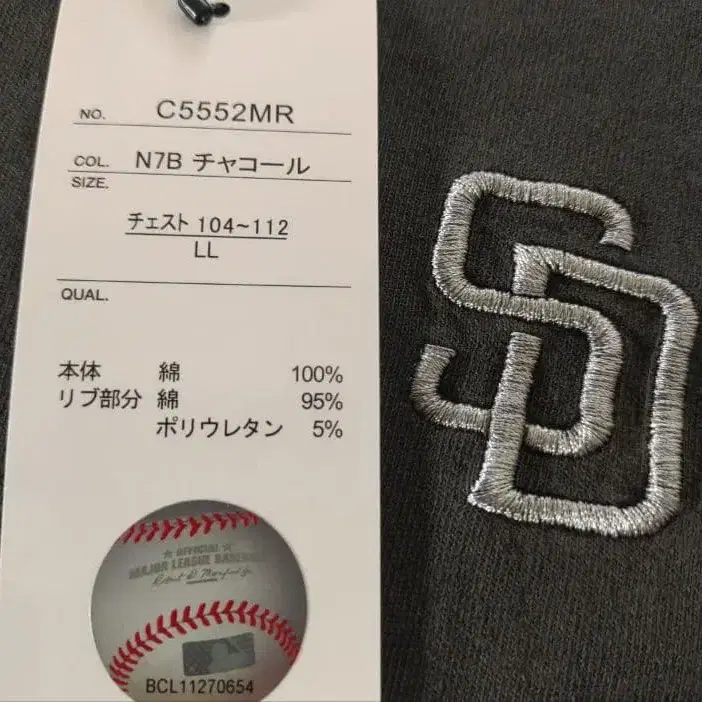 NO. C5552MR
COL. N7B チャコール
SIZE.
チェスト 104~112
LL
QUAL.
本体 綿 100%
リブ部分 綿 95%
ポリウレタン 5%
☆ OFFICIAL ☆
MAJOR LEAGUE BASEBALL
BCL11270654
SD